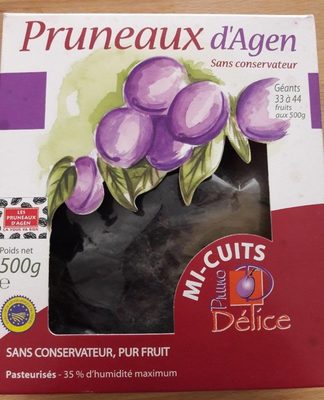 Pruneaux d'Agen
Sans conservateur
Géants
33 à 44
fruits
aux 500g
LES
PRUNEAUX
D'AGEN
Poids net
500g
e
MI-CUITS
Pruno
Délice
SANS CONSERVATEUR, PUR FRUIT
Pasteurisés - 35 % d'humidité maximum